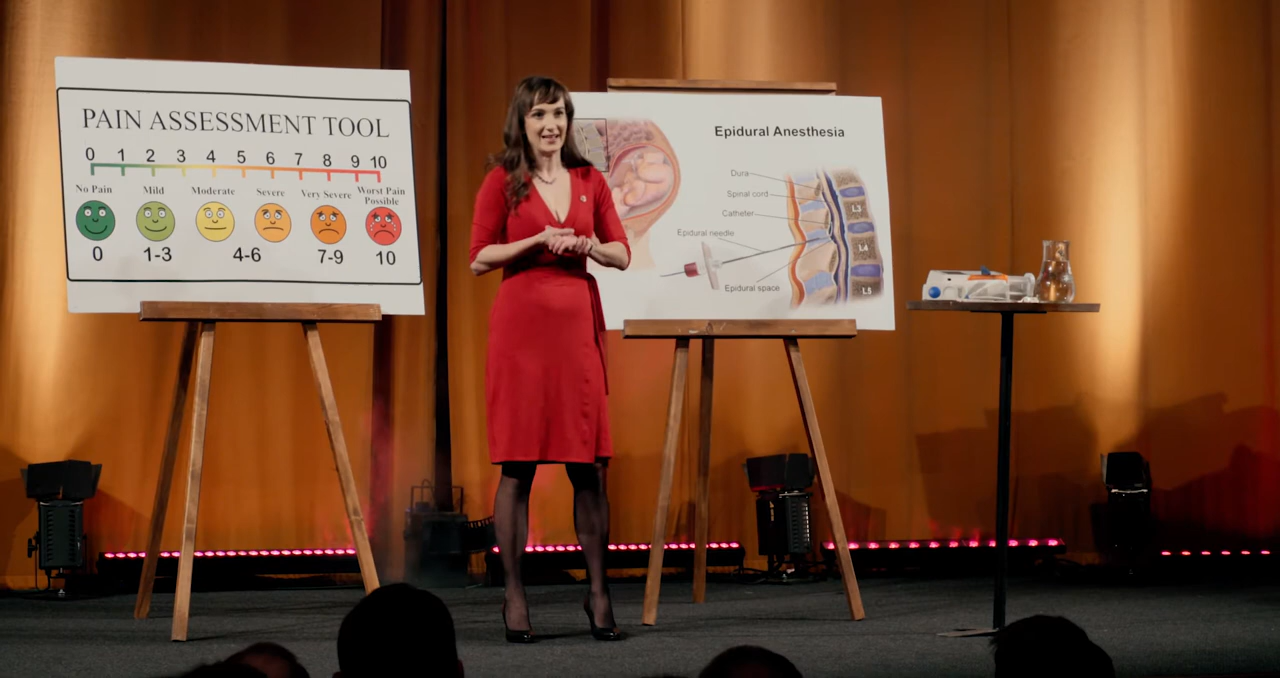 PAIN ASSESSMENT TOOL
0 1 2 3 4 5 6 7 8 9 10
No Pain Mild Moderate Severe Very Severe Worst Pain
Possible
0 1-3 4-6 7-9 10
Epidural Anesthesia
Dura
Spinal cord
Catheter
Epidural needle
Epidural space
L3
L4
L5